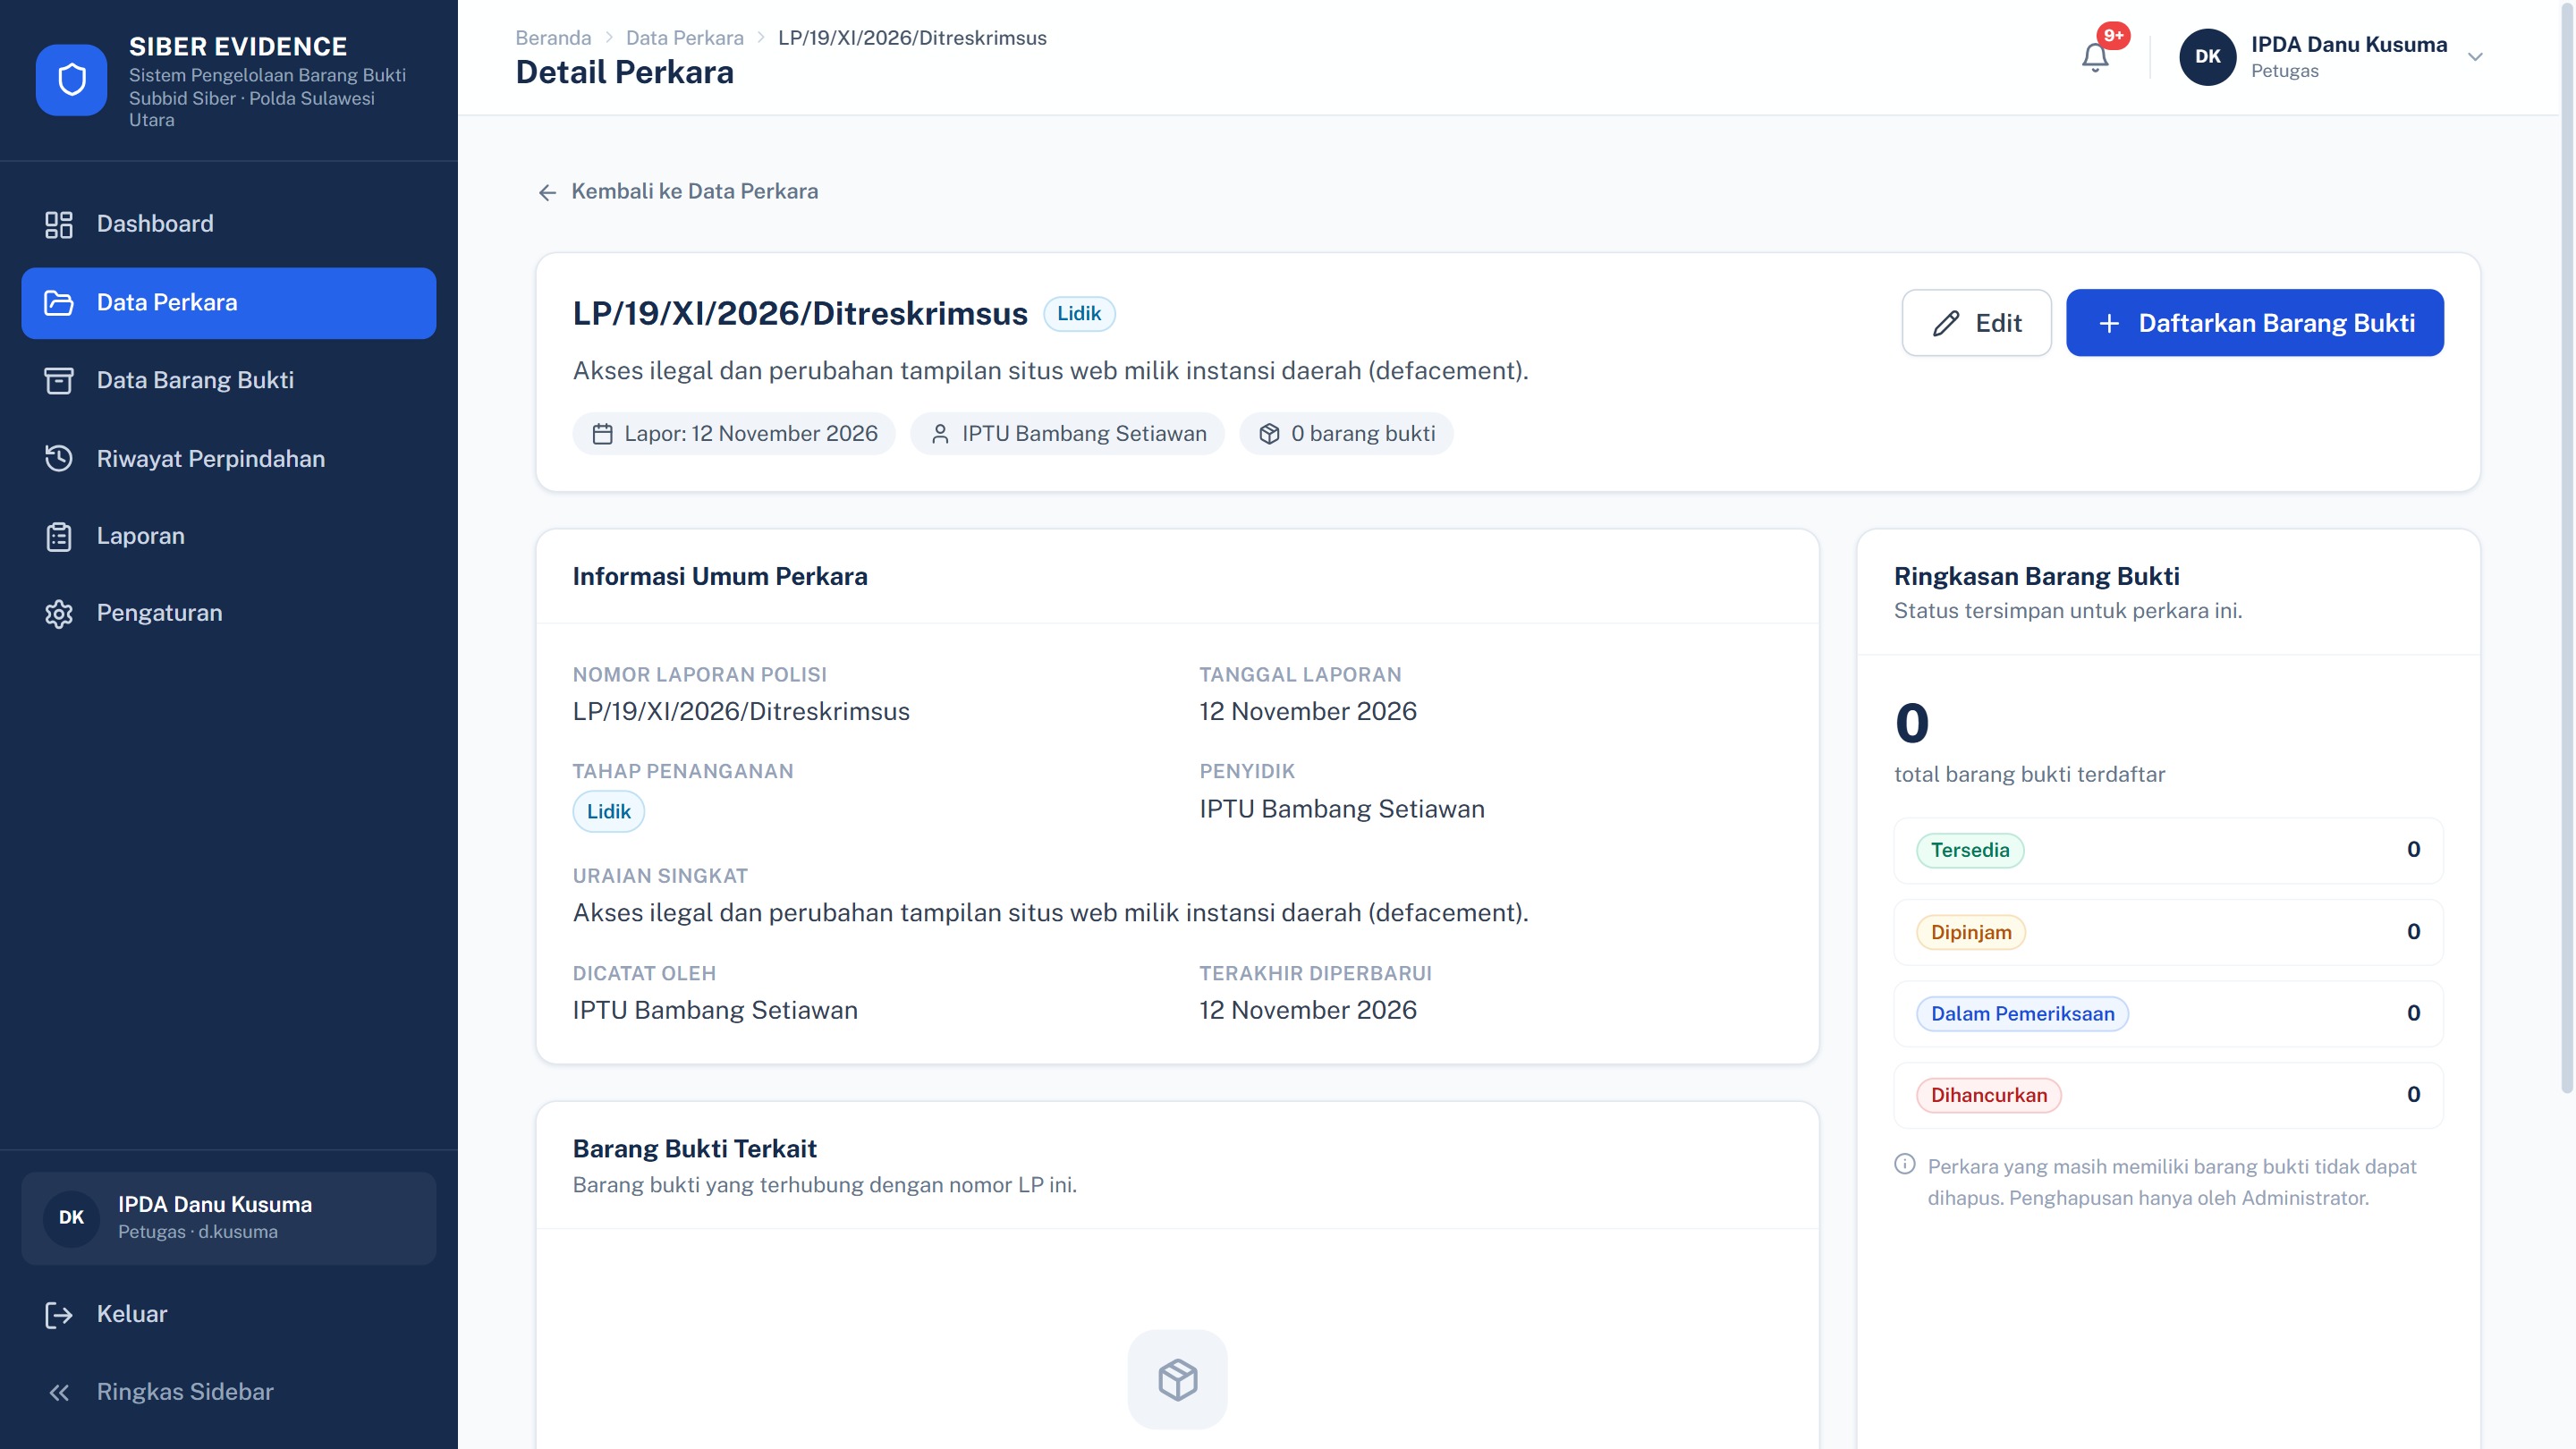 SIBER EVIDENCE
Sistem Pengelolaan Barang Bukti
Subbid Siber · Polda Sulawesi
Utara
Dashboard
Data Perkara
Data Barang Bukti
Riwayat Perpindahan
Laporan
Pengaturan
DK
IPDA Danu Kusuma
Petugas · d.kusuma
Keluar
Ringkas Sidebar
Beranda > Data Perkara > LP/19/XI/2026/Ditreskrimsus
Detail Perkara
9+
DK
IPDA Danu Kusuma
Petugas
Kembali ke Data Perkara
LP/19/XI/2026/Ditreskrimsus Lidik
Edit
+ Daftarkan Barang Bukti
Akses ilegal dan perubahan tampilan situs web milik instansi daerah (defacement).
Lapor: 12 November 2026 IPTU Bambang Setiawan 0 barang bukti
Informasi Umum Perkara
NOMOR LAPORAN POLISI
LP/19/XI/2026/Ditreskrimsus
TANGGAL LAPORAN
12 November 2026
TAHAP PENANGANAN
Lidik
PENYIDIK
IPTU Bambang Setiawan
URAIAN SINGKAT
Akses ilegal dan perubahan tampilan situs web milik instansi daerah (defacement).
DICATAT OLEH
IPTU Bambang Setiawan
TERAKHIR DIPERBARUI
12 November 2026
Barang Bukti Terkait
Barang bukti yang terhubung dengan nomor LP ini.
Ringkasan Barang Bukti
Status tersimpan untuk perkara ini.
0
total barang bukti terdaftar
Tersedia 0
Dipinjam 0
Dalam Pemeriksaan 0
Dihancurkan 0
Perkara yang masih memiliki barang bukti tidak dapat
dihapus. Penghapusan hanya oleh Administrator.